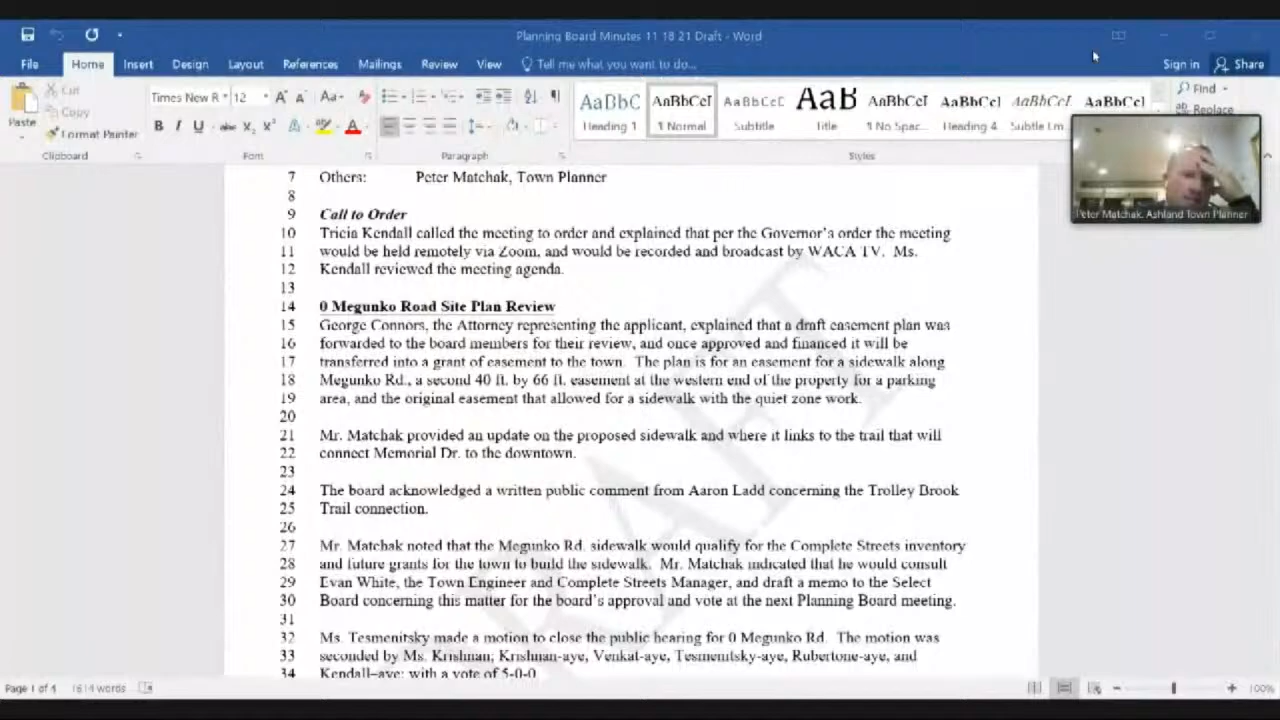 Planning Board Minutes 11 18 21 Draft - Word
File Home Insert Design Layout References Mailings Review View Tell me what you want to do... Sign in Share
Paste
Cut
Copy
Format Painter
Clipboard
Times New R 12
Font
Paragraph
AaBbC AaBbCcI AaBbCcC AaB AaBbCcI AaBbCcI AaBbCcI AaBbCcI
Heading 1 ¶ Normal Subtitle Title ¶ No Spac... Heading 4 Subtle Em...
Styles
Find
Replace
Peter Matchak, Ashland Town Planner
7 Others: Peter Matchak, Town Planner
8
9 Call to Order
10 Tricia Kendall called the meeting to order and explained that per the Governor's order the meeting
11 would be held remotely via Zoom, and would be recorded and broadcast by WACA TV. Ms.
12 Kendall reviewed the meeting agenda.
13
14 0 Megunko Road Site Plan Review
15 George Connors, the Attorney representing the applicant, explained that a draft easement plan was
16 forwarded to the board members for their review, and once approved and financed it will be
17 transferred into a grant of easement to the town. The plan is for an easement for a sidewalk along
18 Megunko Rd., a second 40 ft. by 66 ft. easement at the western end of the property for a parking
19 area, and the original easement that allowed for a sidewalk with the quiet zone work.
20
21 Mr. Matchak provided an update on the proposed sidewalk and where it links to the trail that will
22 connect Memorial Dr. to the downtown.
23
24 The board acknowledged a written public comment from Aaron Ladd concerning the Trolley Brook
25 Trail connection.
26
27 Mr. Matchak noted that the Megunko Rd. sidewalk would qualify for the Complete Streets inventory
28 and future grants for the town to build the sidewalk. Mr. Matchak indicated that he would consult
29 Evan White, the Town Engineer and Complete Streets Manager, and draft a memo to the Select
30 Board concerning this matter for the board's approval and vote at the next Planning Board meeting.
31
32 Ms. Tesmenitsky made a motion to close the public hearing for 0 Megunko Rd. The motion was
33 seconded by Ms. Krishnan; Krishnan-aye, Venkat-aye, Tesmenitsky-aye, Rubertone-aye, and
34 Kendall–aye; with a vote of 5-0-0
DRAFT
Page 1 of 4 1614 words 100%